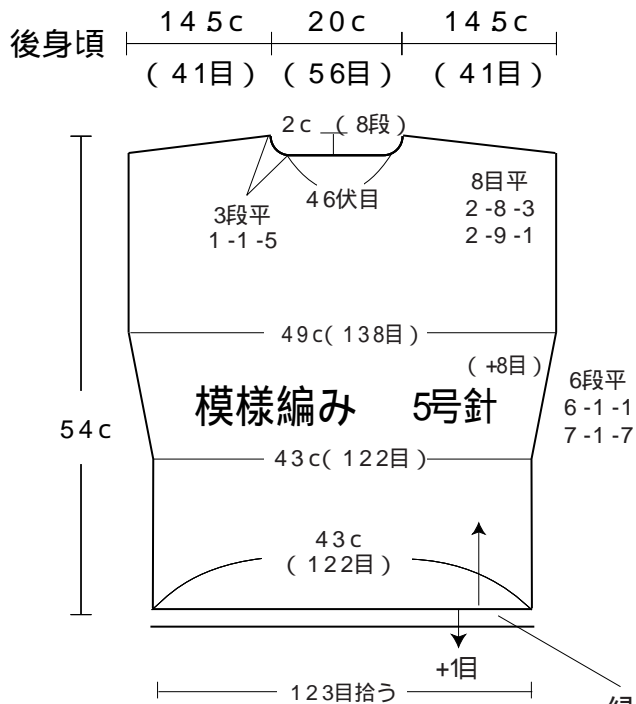 後身頃
14.5c 20c 14.5c
(41目) (56目) (41目)
2c (8段)
46伏目
3段平
1-1-5
8目平
2-8-3
2-9-1
49c(138目)
(+8目)
模様編み 5号針
6段平
6-1-1
7-1-7
54c
43c(122目)
43c
(122目)
+1目
123目拾う